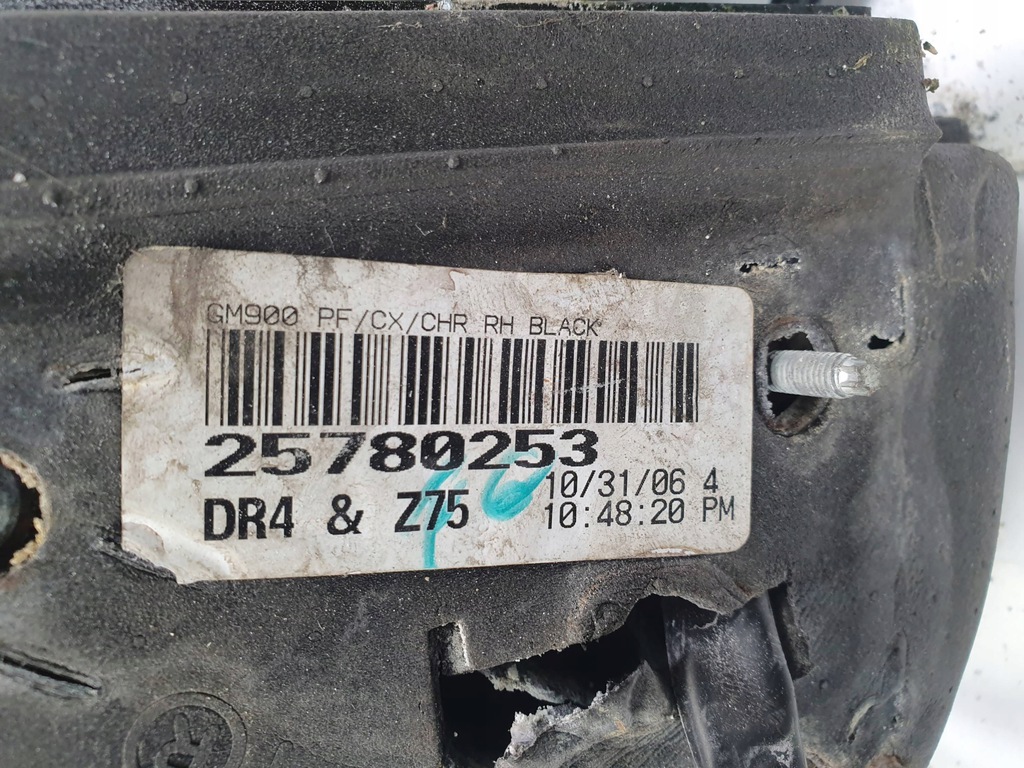 GM900 PF/CX/CHR RH BLACK
25780253
DR4 & Z75
10/31/06 4
10:48:20 PM